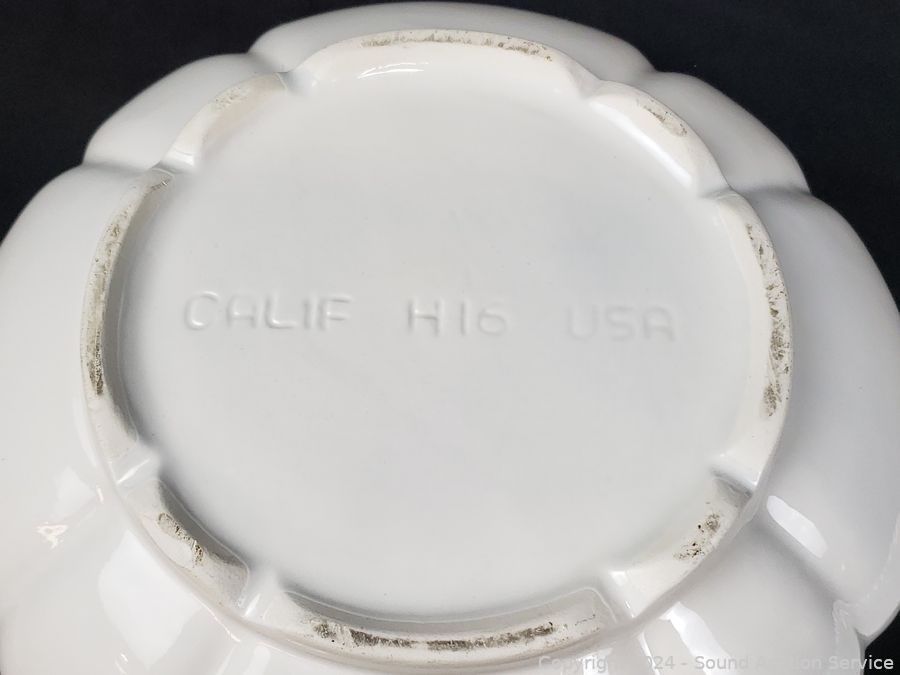 CALIF H16 USA
Copyright 2024 - Sound Auction Service